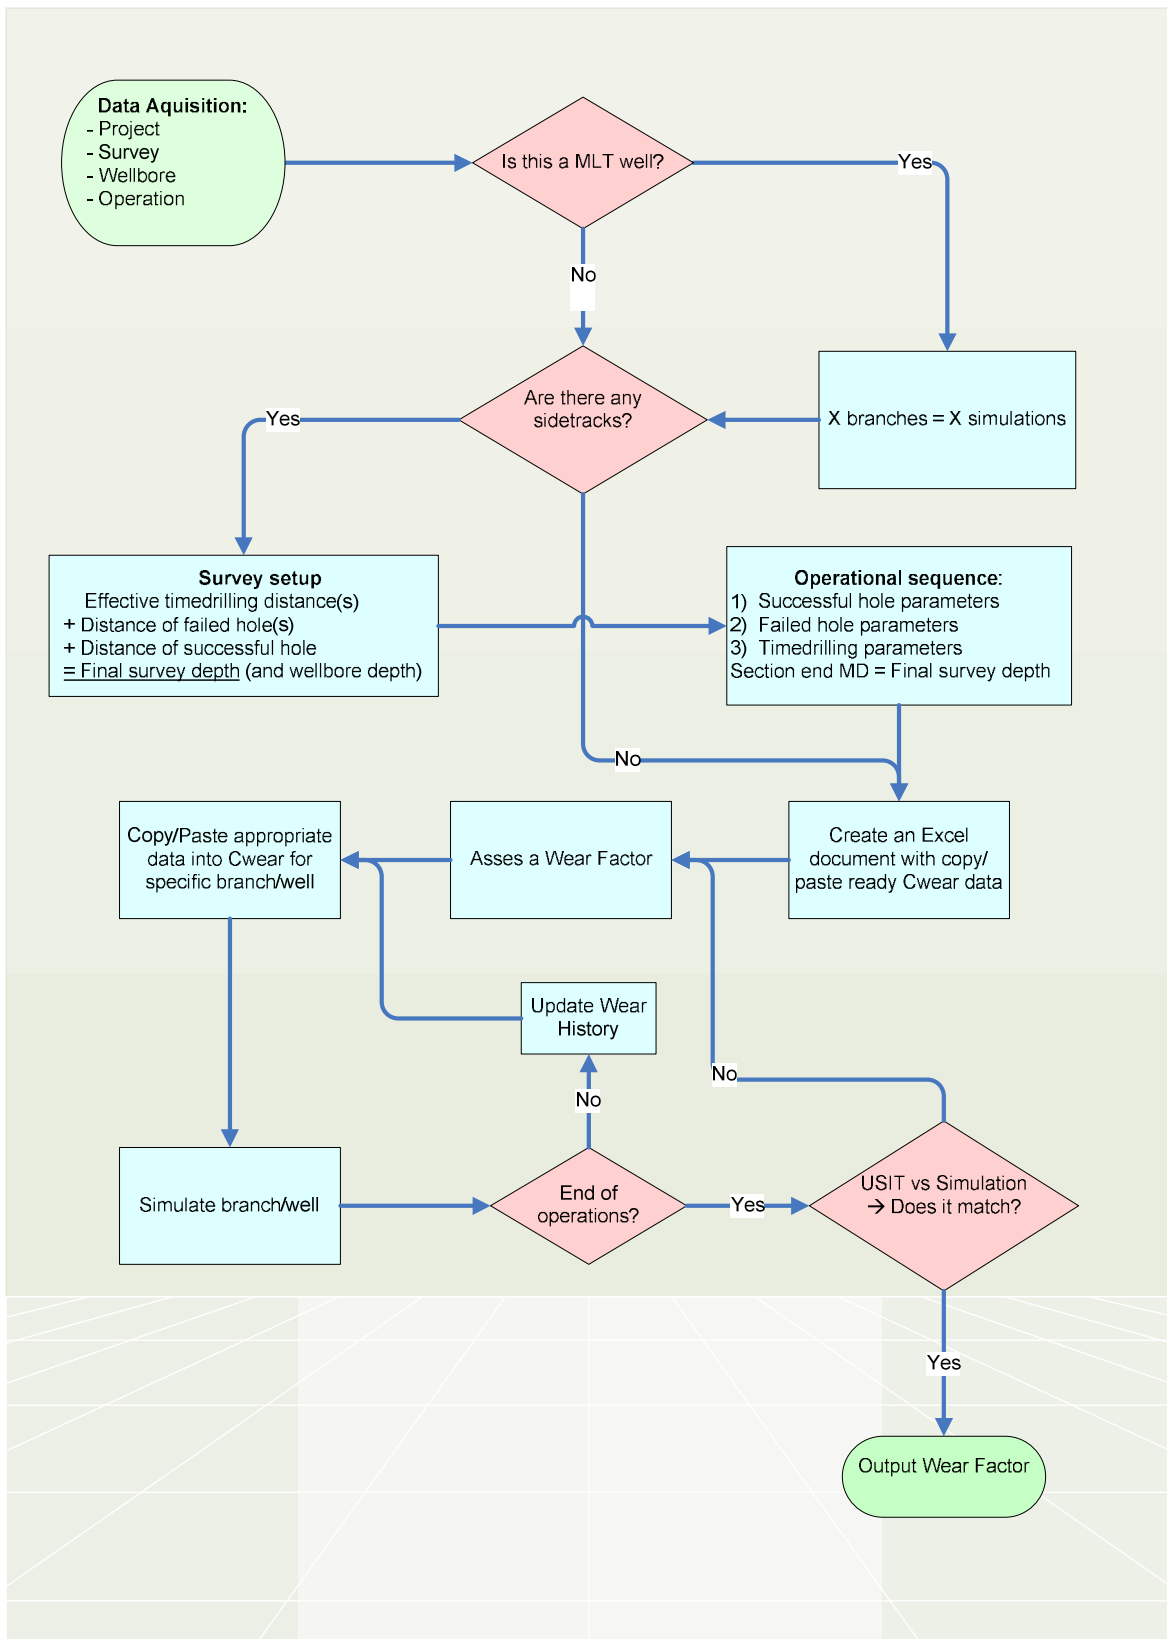 Data Aquisition:
- Project
- Survey
- Wellbore
- Operation
Is this a MLT well?
Yes
No
Are there any
sidetracks?
X branches = X simulations
Yes
Survey setup
Effective timedrilling distance(s)
+ Distance of failed hole(s)
+ Distance of successful hole
= Final survey depth (and wellbore depth)
Operational sequence:
1) Successful hole parameters
2) Failed hole parameters
3) Timedrilling parameters
Section end MD = Final survey depth
No
Copy/Paste appropriate
data into Cwear for
specific branch/well
Asses a Wear Factor
Create an Excel
document with copy/
paste ready Cwear data
Update Wear
History
No
No
Simulate branch/well
End of
operations?
Yes
USIT vs Simulation
→ Does it match?
Yes
Output Wear Factor